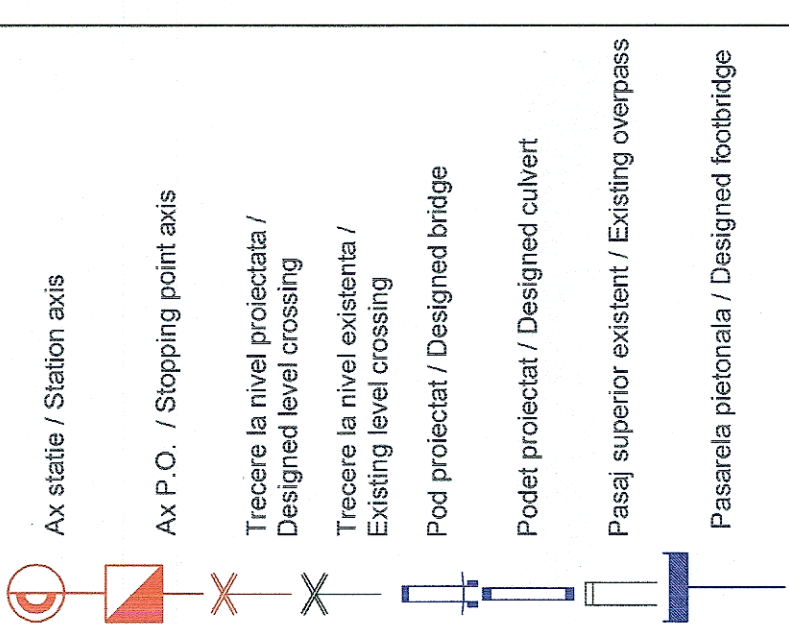 Ax statie / Station axis
Ax P.O. / Stopping point axis
Trecere la nivel proiectata /
Designed level crossing
Trecere la nivel existenta /
Existing level crossing
Pod proiectat / Designed bridge
Podet proiectat / Designed culvert
Pasaj superior existent / Existing overpass
Pasarela pietonala / Designed footbridge